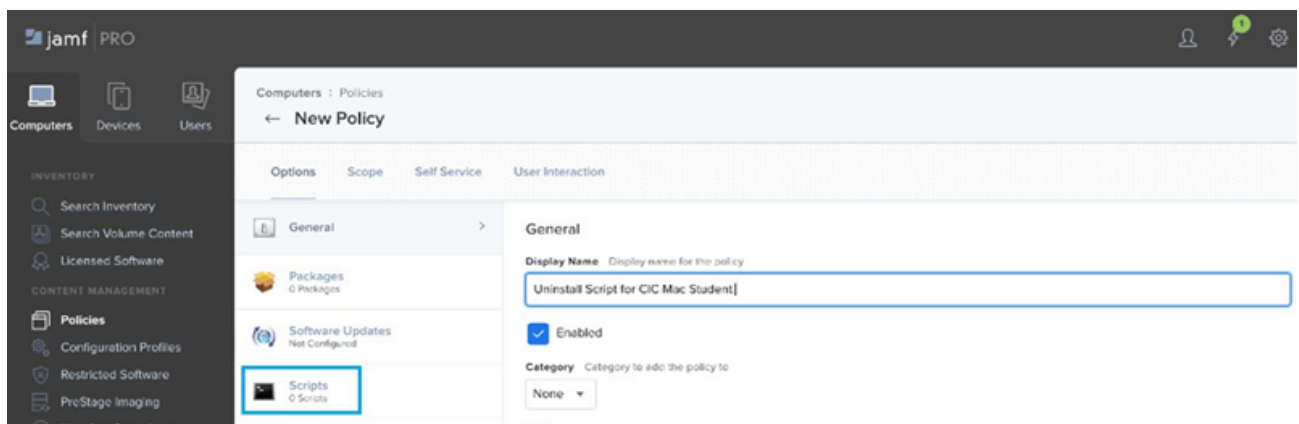 jamf PRO
1
Computers Devices Users
Computers : Policies
← New Policy
Options Scope Self Service User Interaction
INVENTORY
Search Inventory
Search Volume Content
Licensed Software
CONTENT MANAGEMENT
Policies
Configuration Profiles
Restricted Software
PreStage Imaging
General
Packages
0 Packages
Software Updates
Not Configured
Scripts
0 Scripts
General
Display Name Display name for the policy
Uninstall Script for CIC Mac Student
Enabled
Category Category to add the policy to
None